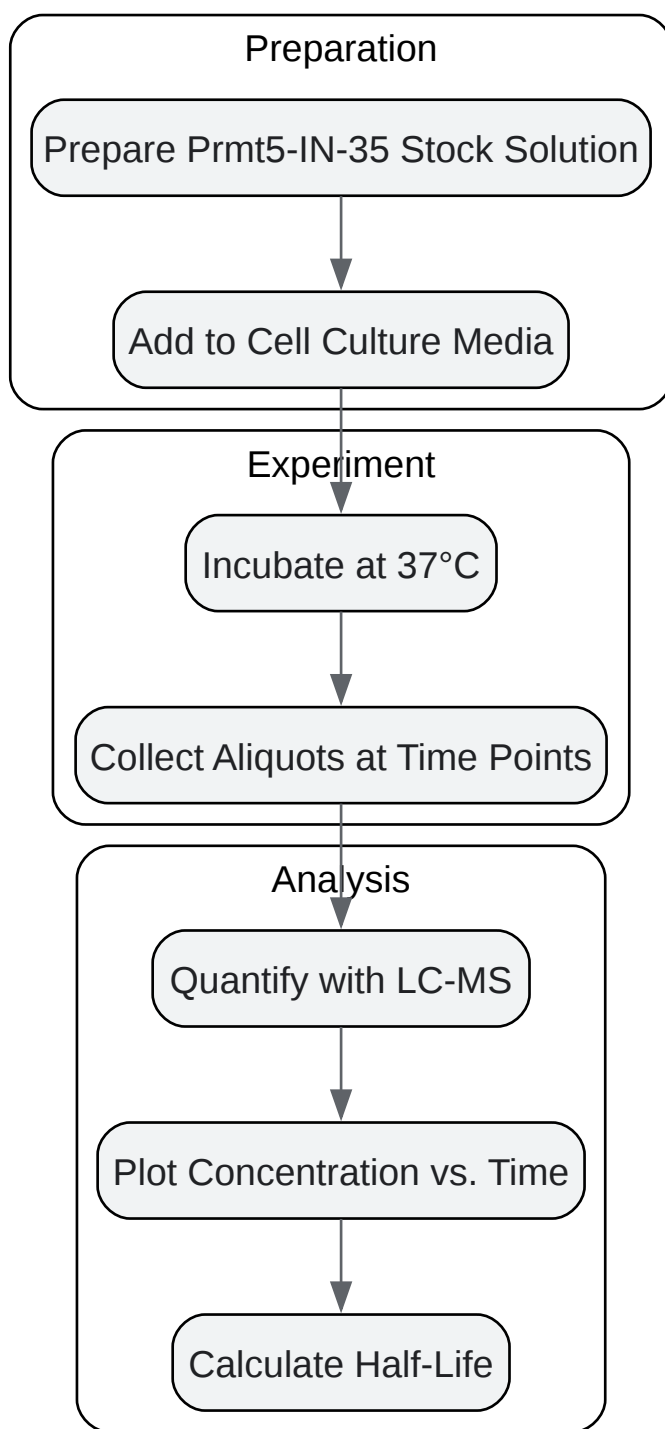 Preparation
Prepare Prmt5-IN-35 Stock Solution
Add to Cell Culture Media
Experiment
Incubate at 37°C
Collect Aliquots at Time Points
Analysis
Quantify with LC-MS
Plot Concentration vs. Time
Calculate Half-Life